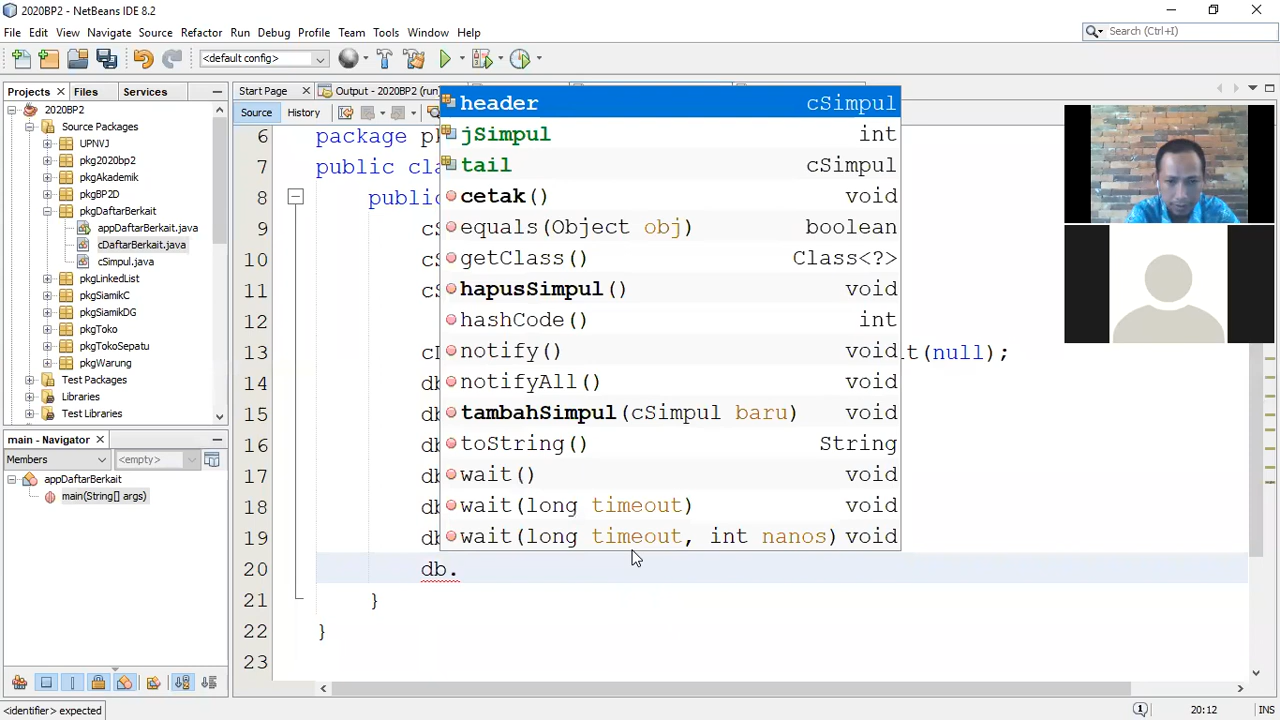 2020BP2 - NetBeans IDE 8.2
File Edit View Navigate Source Refactor Run Debug Profile Team Tools Window Help
Search (Ctrl+I)
<default config>
Projects Files Services
Start Page Output - 2020BP2 (run
Source History
2020BP2
Source Packages
UPNVJ
pkg2020bp2
pkgAkademik
pkgBP2D
pkgDaftarBerkait
appDaftarBerkait.java
cDaftarBerkait.java
cSimpul.java
pkgLinkedList
pkgSiamikC
pkgSiamikDG
pkgToko
pkgTokoSepatu
pkgWarung
Test Packages
Libraries
Test Libraries
main - Navigator
Members <empty>
appDaftarBerkait
main(String[] args)
6 package p
7 public cla
8 public
9 cS
10 cS
11 cS
12
13 cD it(null);
14 db
15 db
16 db
17 db
18 db
19 db
20 db.
21 }
22 }
23
header cSimpul
jSimpul int
tail cSimpul
cetak() void
equals(Object obj) boolean
getClass() Class<?>
hapusSimpul() void
hashCode() int
notify() void
notifyAll() void
tambahSimpul(cSimpul baru) void
toString() String
wait() void
wait(long timeout) void
wait(long timeout, int nanos) void
<identifier> expected
1
20:12 INS